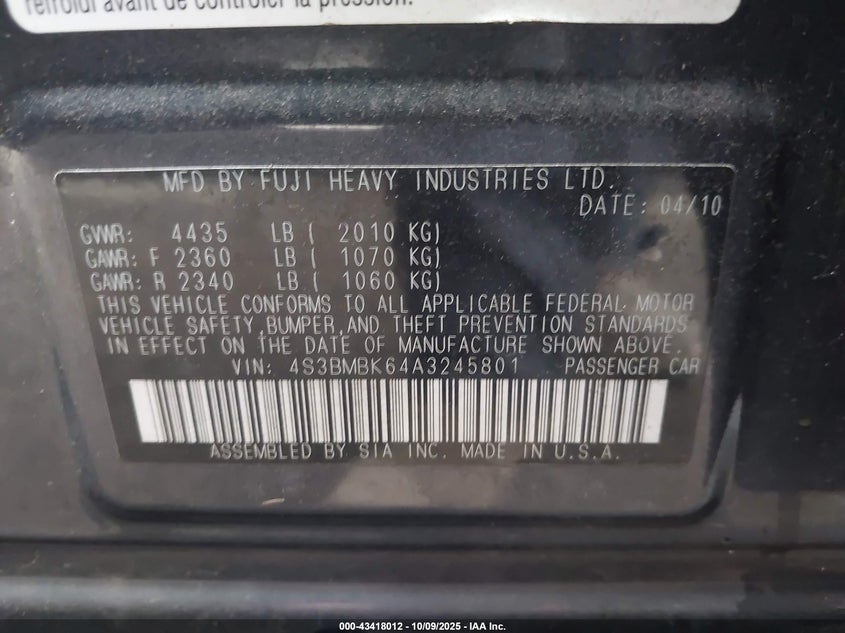 refroidi avant de contrôler la pression.
MFD BY FUJI HEAVY INDUSTRIES LTD.
DATE: 04/10
GVWR: 4435 LB ( 2010 KG)
GAWR: F 2360 LB ( 1070 KG)
GAWR: R 2340 LB ( 1060 KG)
THIS VEHICLE CONFORMS TO ALL APPLICABLE FEDERAL MOTOR
VEHICLE SAFETY,BUMPER,AND THEFT PREVENTION STANDARDS
IN EFFECT ON THE DATE OF MANUFACTURE SHOWN ABOVE.
VIN: 4S3BMBK64A3245801 PASSENGER CAR
ASSEMBLED BY SIA INC. MADE IN U.S.A.
000-43418012 - 10/09/2025 - IAA Inc.